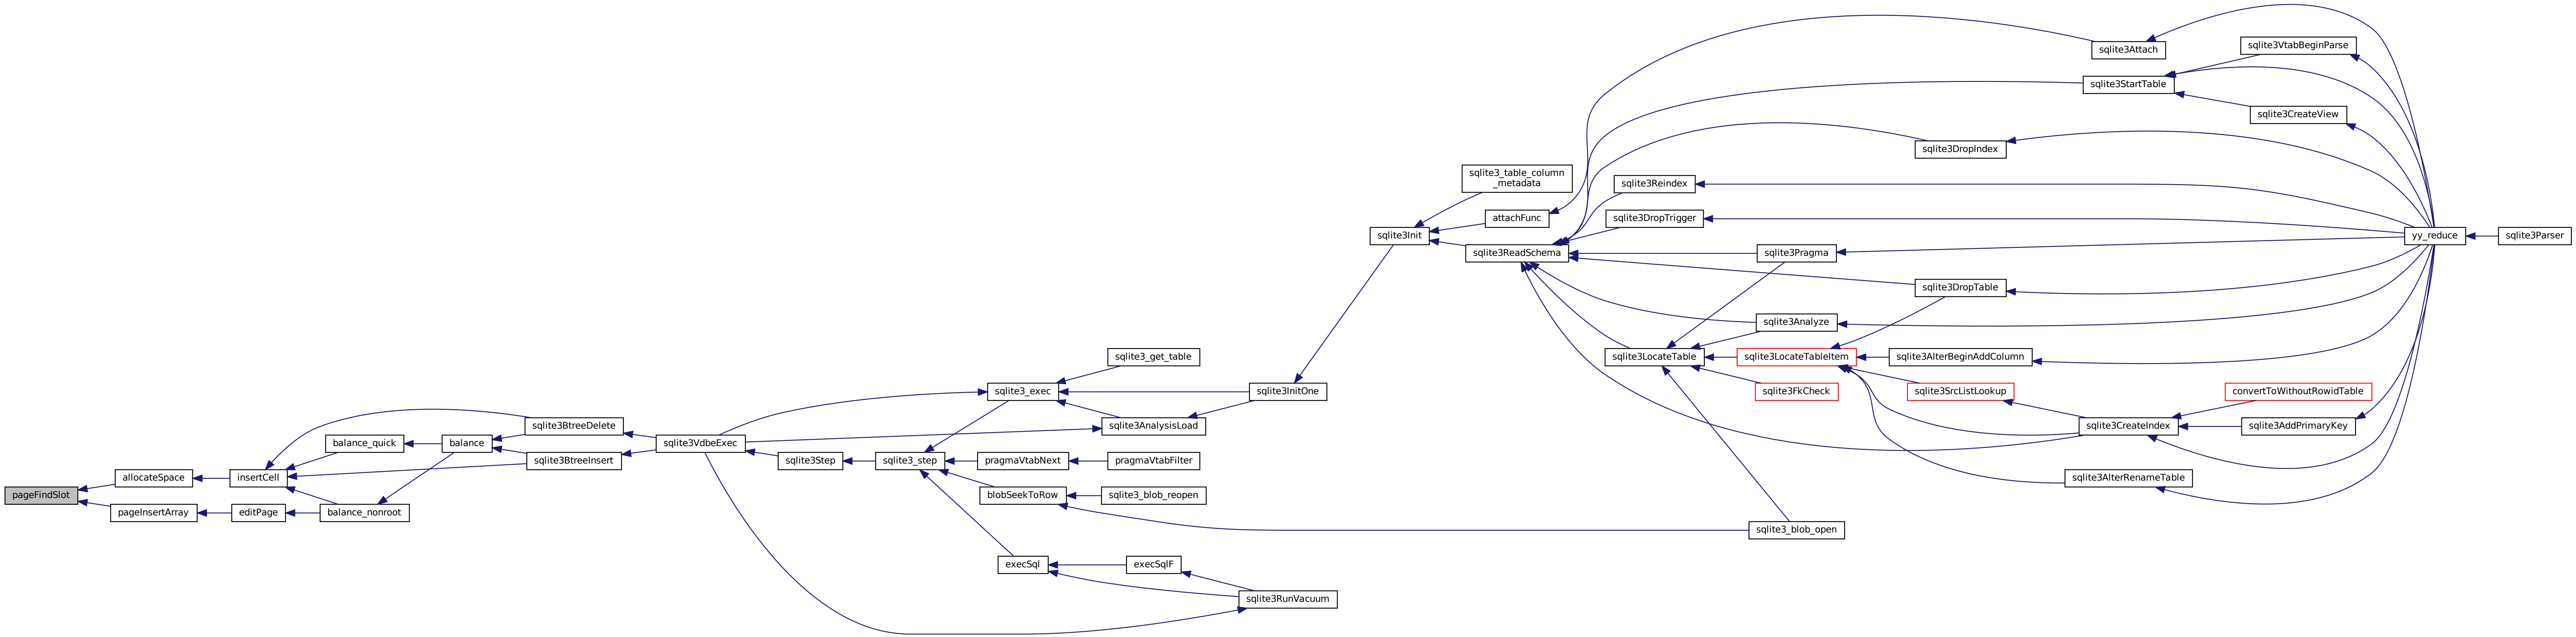 pageFindSlot
allocateSpace
pageInsertArray
insertCell
editPage
balance_quick
balance_nonroot
balance
sqlite3BtreeDelete
sqlite3BtreeInsert
sqlite3VdbeExec
sqlite3Step
sqlite3_step
sqlite3_exec
pragmaVtabNext
blobSeekToRow
execSql
sqlite3_get_table
sqlite3AnalysisLoad
pragmaVtabFilter
sqlite3_blob_reopen
execSqlF
sqlite3InitOne
sqlite3RunVacuum
sqlite3Init
sqlite3_table_column
_metadata
attachFunc
sqlite3ReadSchema
sqlite3Reindex
sqlite3DropTrigger
sqlite3LocateTable
sqlite3Pragma
sqlite3Analyze
sqlite3LocateTableItem
sqlite3FkCheck
sqlite3_blob_open
sqlite3DropIndex
sqlite3DropTable
sqlite3AlterBeginAddColumn
sqlite3SrcListLookup
sqlite3Attach
sqlite3StartTable
sqlite3CreateIndex
sqlite3AlterRenameTable
sqlite3VtabBeginParse
sqlite3CreateView
convertToWithoutRowidTable
sqlite3AddPrimaryKey
yy_reduce
sqlite3Parser